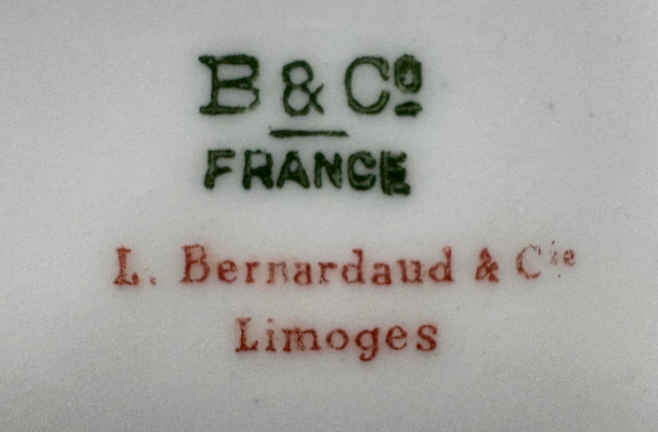 B & Cº
FRANCE
L. Bernardaud & Cie
Limoges